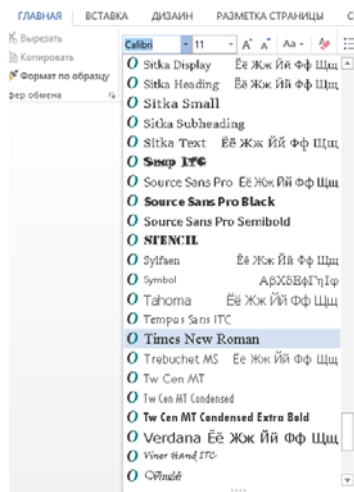 ГЛАВНАЯ ВСТАВКА ДИЗАЙН РАЗМЕТКА СТРАНИЦЫ
Вырезать
Копировать
Формат по образцу
фер обмена
Calibri 11 A A Aa
O Sitka Display Ёё Жж Йй Фф Щщ
O Sitka Heading Ёё Жж Йй Фф Щщ
O Sitka Small
O Sitka Subheading
O Sitka Text Ёё Жж Йй Фф Щщ
O Snap ITC
O Source Sans Pro Ёё Жж Йй Фф Щщ
O Source Sans Pro Black
O Source Sans Pro Semibold
O STENCIL
O Sylfaen Ёё Жж Йй Фф Щщ
O Symbol ΑβΧδΕφΓηΙφ
O Tahoma Ёё Жж Йй Фф Щщ
O Tempus Sans ITC
O Times New Roman
O Trebuchet MS Ёё Жж Йй Фф Щщ
O Tw Cen MT
O Tw Cen MT Condensed
O Tw Cen MT Condensed Extra Bold
O Verdana Ёё Жж Йй Фф Щщ
O Viner Hand ITC
O Vivaldi